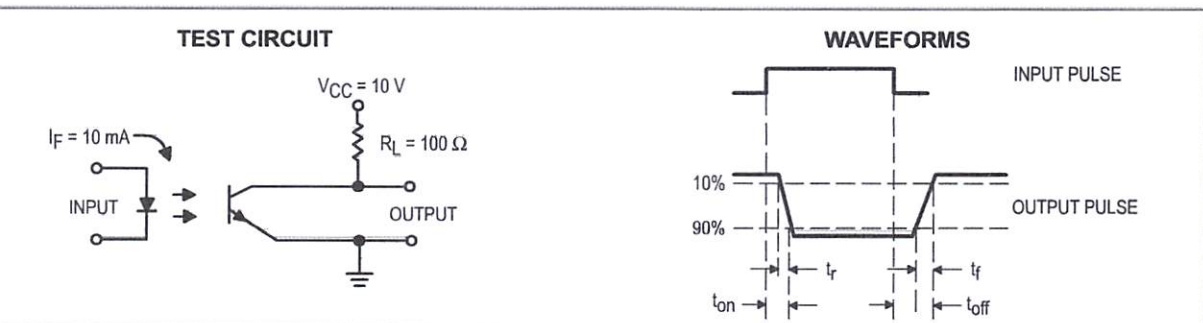 TEST CIRCUIT
VCC = 10 V
IF = 10 mA
RL = 100 Ω
INPUT
OUTPUT
WAVEFORMS
INPUT PULSE
10%
OUTPUT PULSE
90%
tr
tf
ton
toff